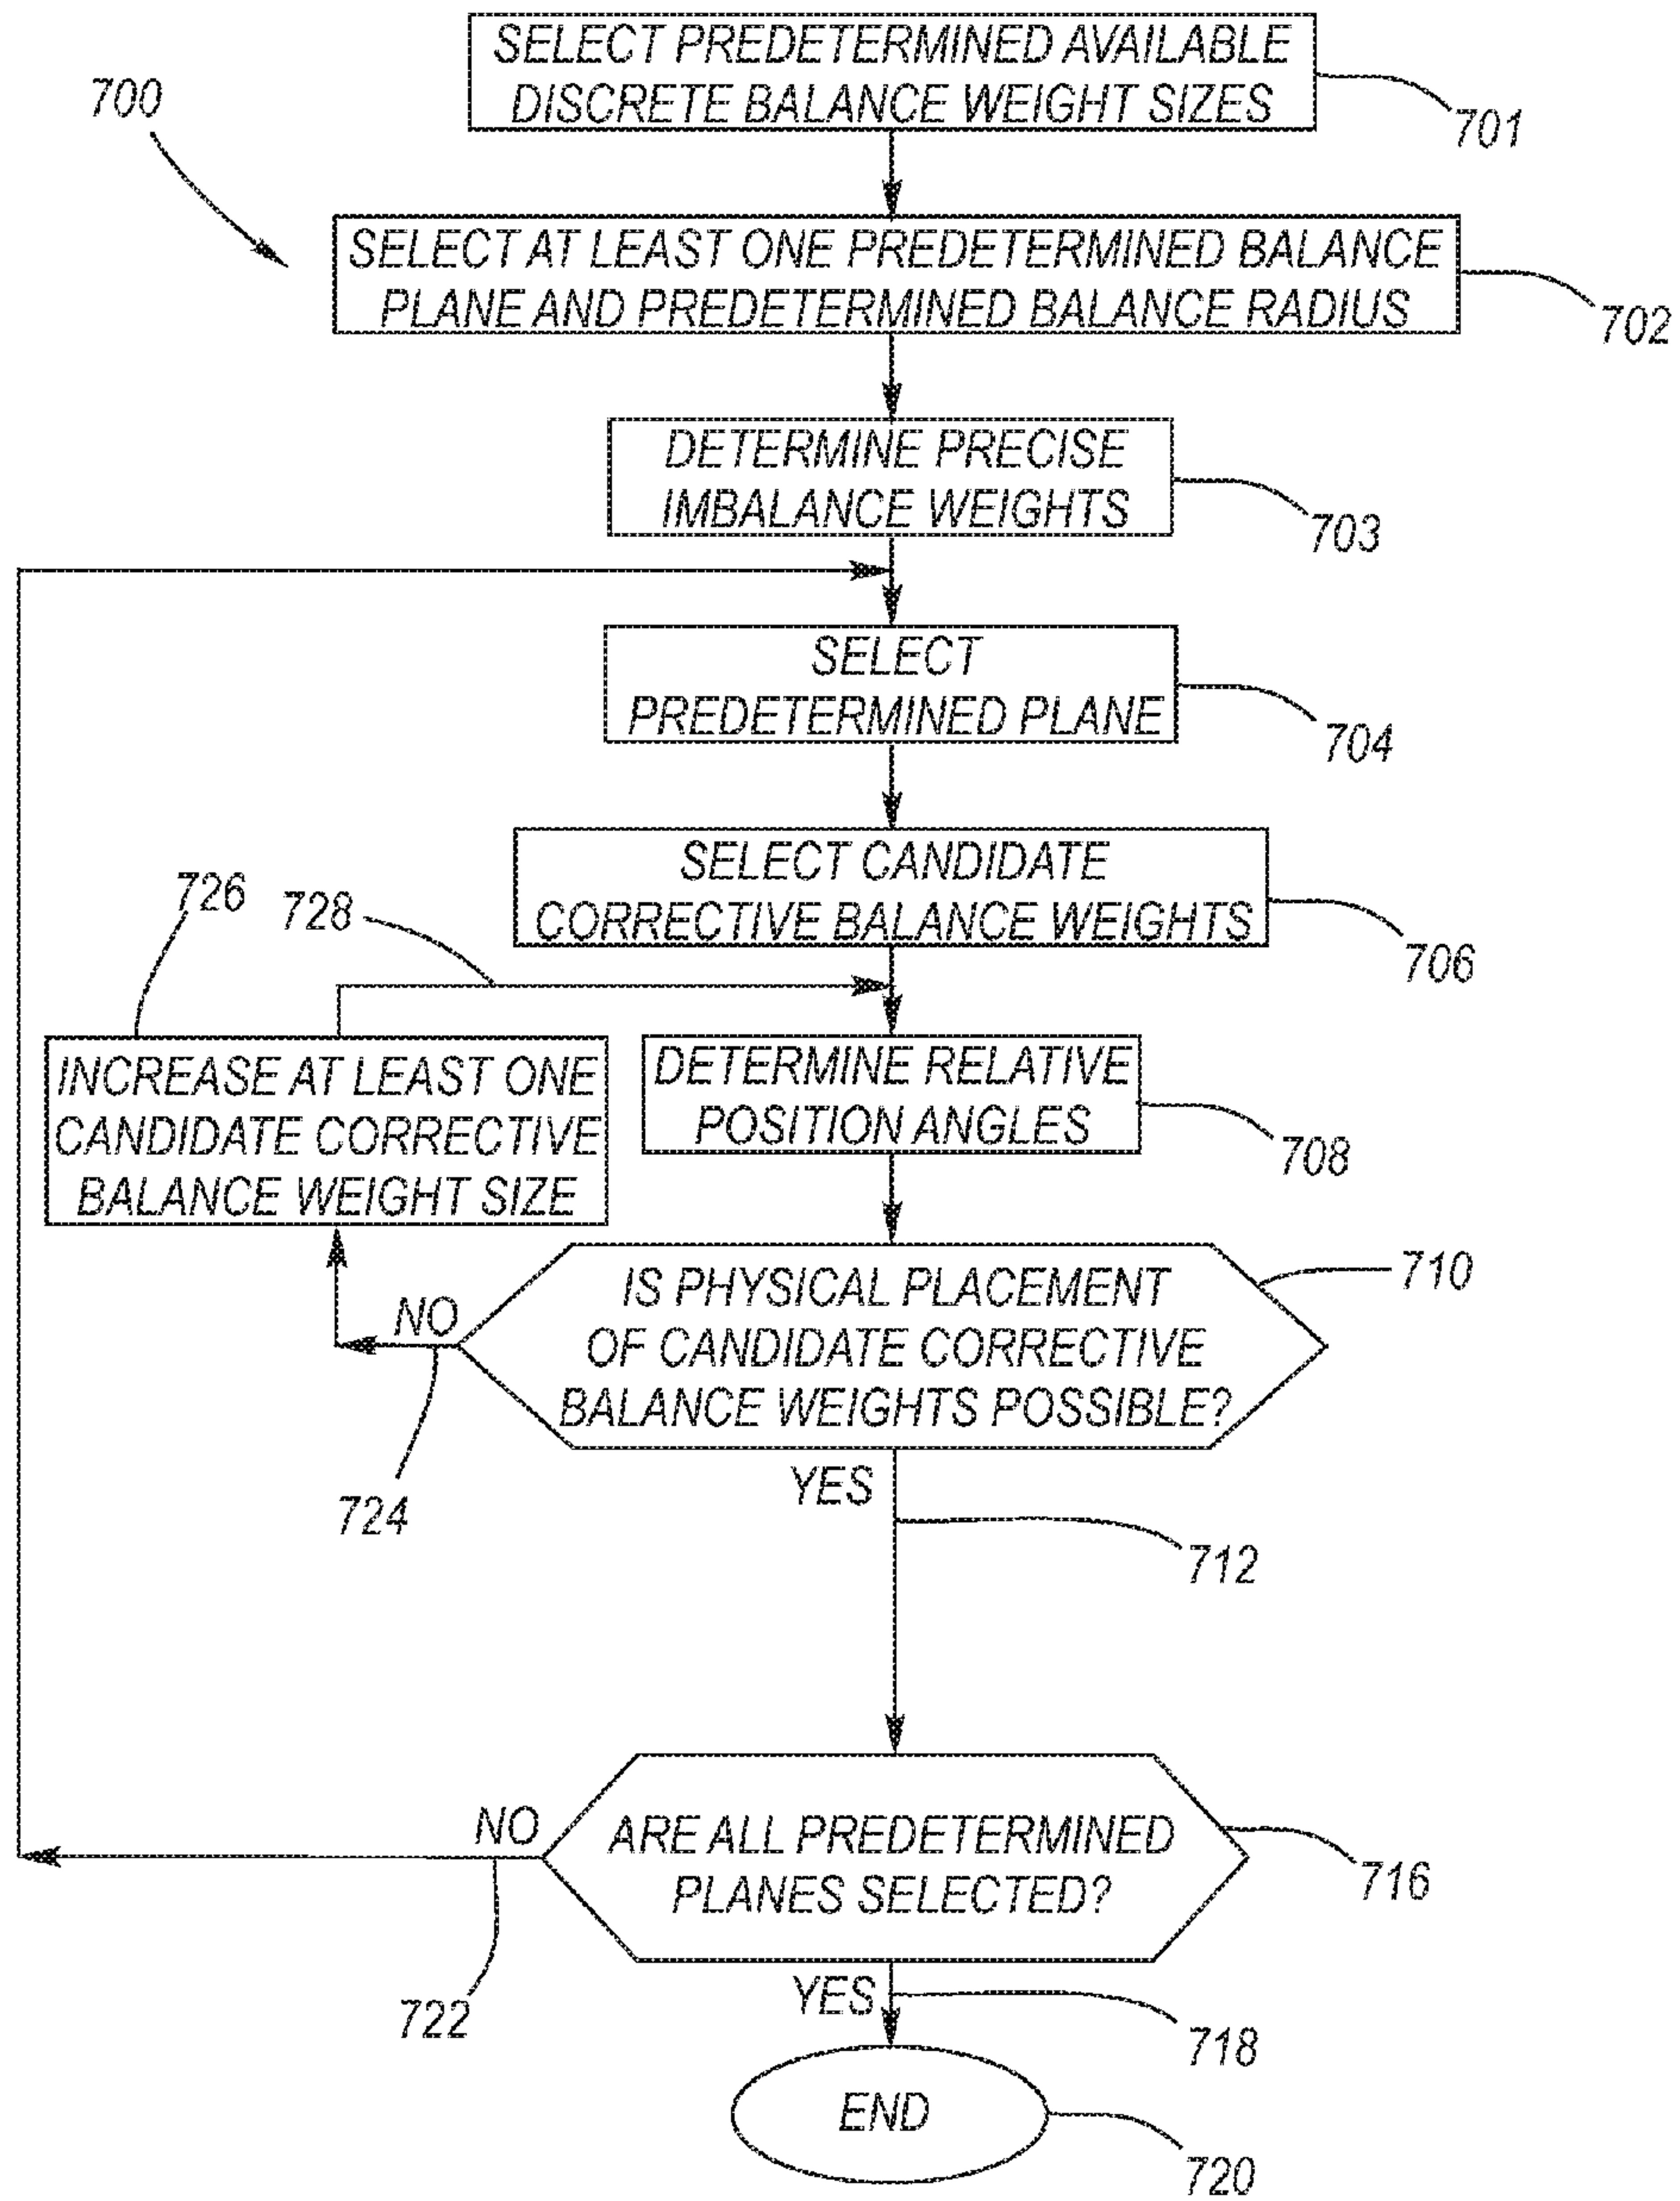 SELECT PREDETERMINED AVAILABLE
DISCRETE BALANCE WEIGHT SIZES
700
701
SELECT AT LEAST ONE PREDETERMINED BALANCE
PLANE AND PREDETERMINED BALANCE RADIUS
702
DETERMINE PRECISE
IMBALANCE WEIGHTS
703
SELECT
PREDETERMINED PLANE
704
SELECT CANDIDATE
CORRECTIVE BALANCE WEIGHTS
706
726
728
INCREASE AT LEAST ONE
CANDIDATE CORRECTIVE
BALANCE WEIGHT SIZE
DETERMINE RELATIVE
POSITION ANGLES
708
IS PHYSICAL PLACEMENT
OF CANDIDATE CORRECTIVE
BALANCE WEIGHTS POSSIBLE?
710
NO
724
YES
712
ARE ALL PREDETERMINED
PLANES SELECTED?
716
NO
722
YES
718
END
720